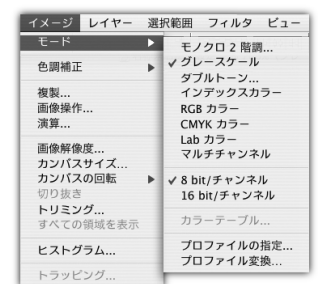 イメージ レイヤー 選択範囲 フィルタ ビュー
モード
色調補正
複製...
画像操作...
演算...
画像解像度...
カンバスサイズ...
カンバスの回転
切り抜き
トリミング...
すべての領域を表示
ヒストグラム...
トラッピング...
モノクロ 2 階調...
✓ グレースケール
ダブルトーン...
インデックスカラー
RGB カラー
CMYK カラー
Lab カラー
マルチチャンネル
✓ 8 bit/チャンネル
16 bit/チャンネル
カラーテーブル...
プロファイルの指定...
プロファイル変換...